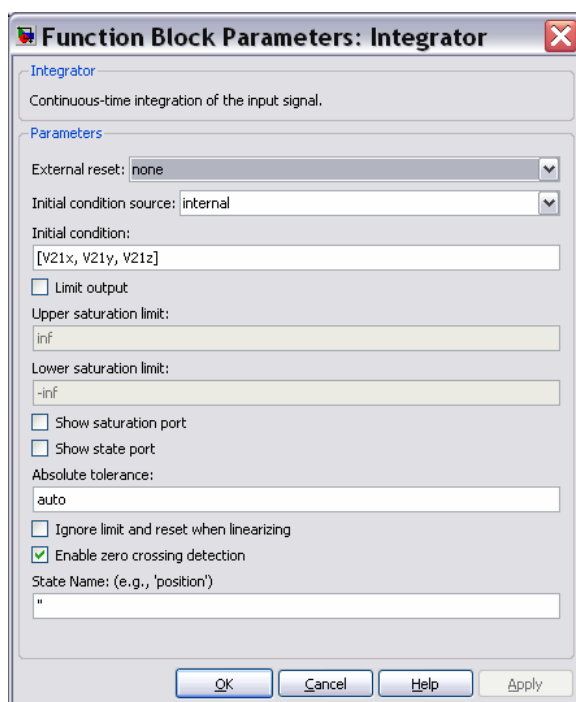 Function Block Parameters: Integrator
Integrator
Continuous-time integration of the input signal.
Parameters
External reset: none
Initial condition source: internal
Initial condition:
[V21x, V21y, V21z]
Limit output
Upper saturation limit:
inf
Lower saturation limit:
-inf
Show saturation port
Show state port
Absolute tolerance:
auto
Ignore limit and reset when linearizing
Enable zero crossing detection
State Name: (e.g., 'position')
''
OK Cancel Help Apply